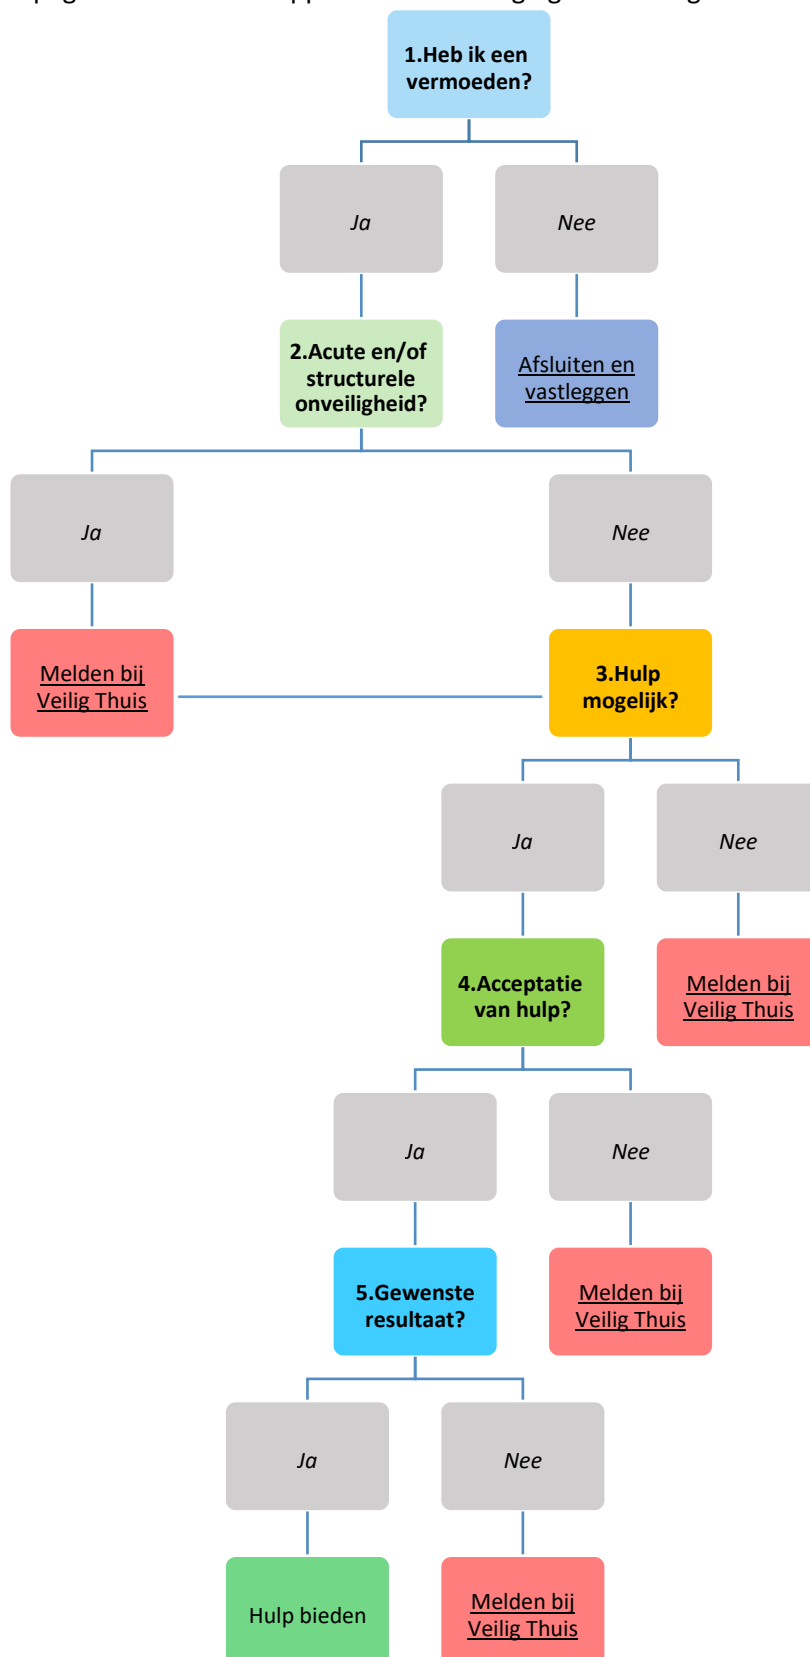 1.Heb ik een
vermoeden?
Ja
Nee
2.Acute en/of
structurele
onveiligheid?
Afsluiten en
vastleggen
Ja
Nee
Melden bij
Veilig Thuis
3.Hulp
mogelijk?
Ja
Nee
4.Acceptatie
van hulp?
Melden bij
Veilig Thuis
Ja
Nee
5.Gewenste
resultaat?
Melden bij
Veilig Thuis
Ja
Nee
Hulp bieden
Melden bij
Veilig Thuis